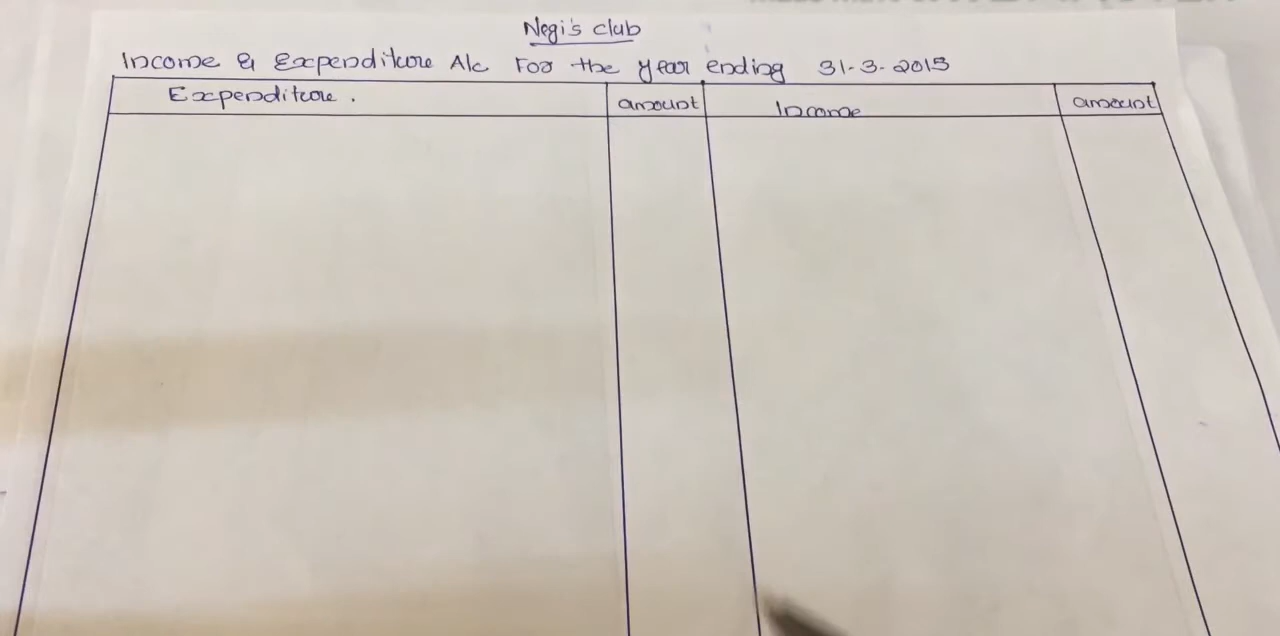 Negi's club
Income & Expenditure A/c For the year ending 31-3-2015
Expenditure. amount Income amount